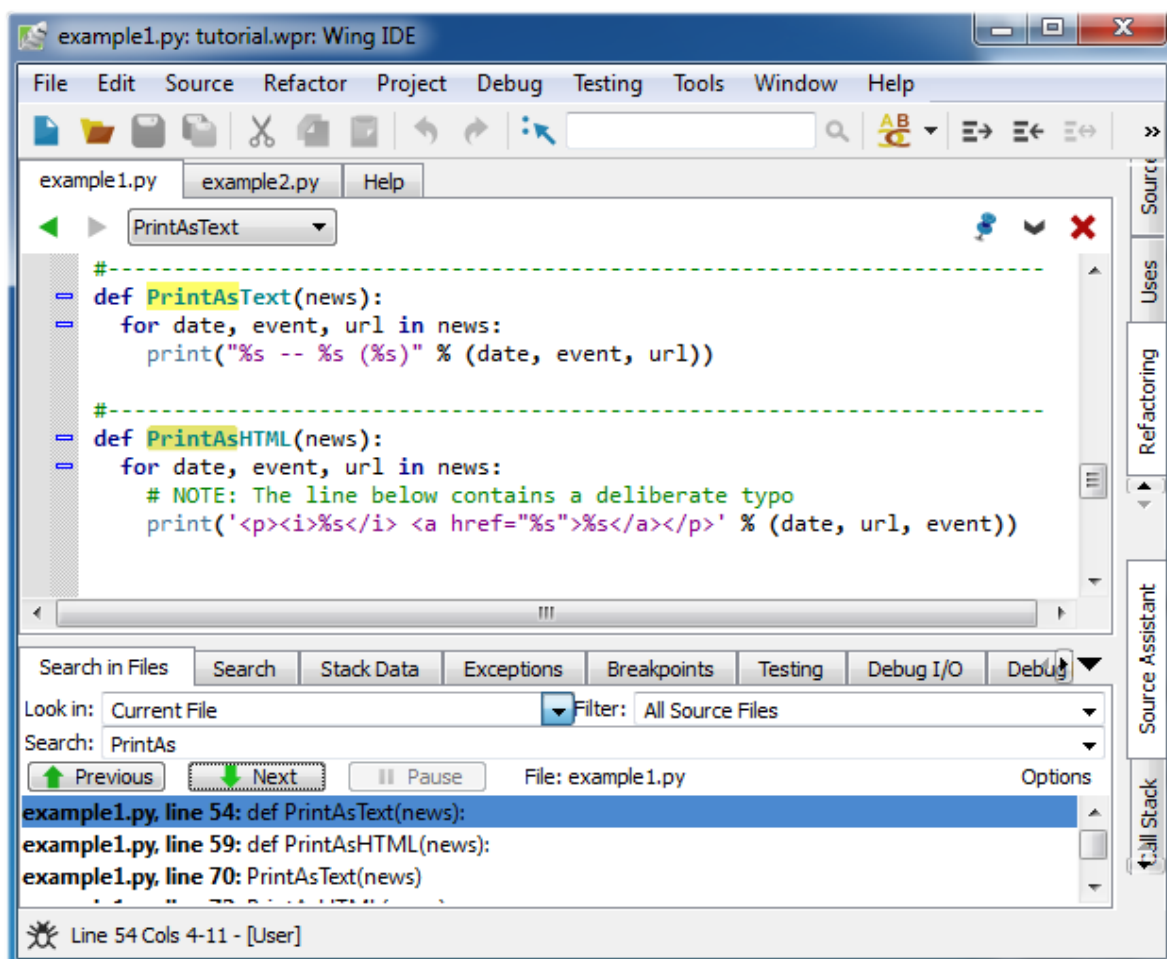 example1.py: tutorial.wpr: Wing IDE
File Edit Source Refactor Project Debug Testing Tools Window Help
example1.py example2.py Help
PrintAsText
#------------------------------------------------------------------------
def PrintAsText(news):
for date, event, url in news:
print("%s -- %s (%s)" % (date, event, url))
#------------------------------------------------------------------------
def PrintAsHTML(news):
for date, event, url in news:
# NOTE: The line below contains a deliberate typo
print('<p><i>%s</i> <a href="%s">%s</a></p>' % (date, url, event))
Search in Files Search Stack Data Exceptions Breakpoints Testing Debug I/O Debug
Look in: Current File Filter: All Source Files
Search: PrintAs
Previous Next Pause File: example1.py Options
example1.py, line 54: def PrintAsText(news):
example1.py, line 59: def PrintAsHTML(news):
example1.py, line 70: PrintAsText(news)
Line 54 Cols 4-11 - [User]
Source
Uses
Refactoring
Source Assistant
Call Stack